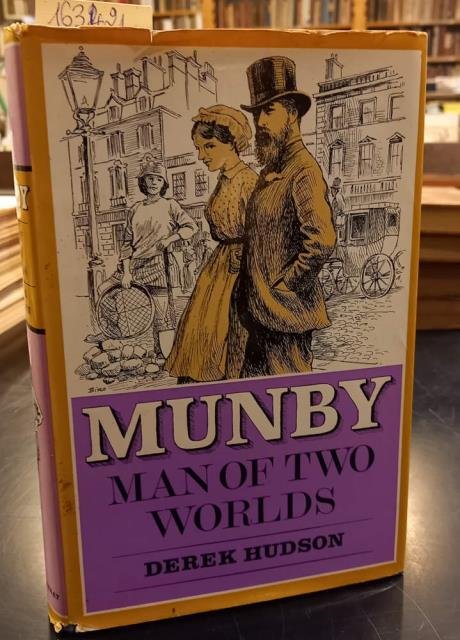 MUNBY
MAN OF TWO
WORLDS
DEREK HUDSON